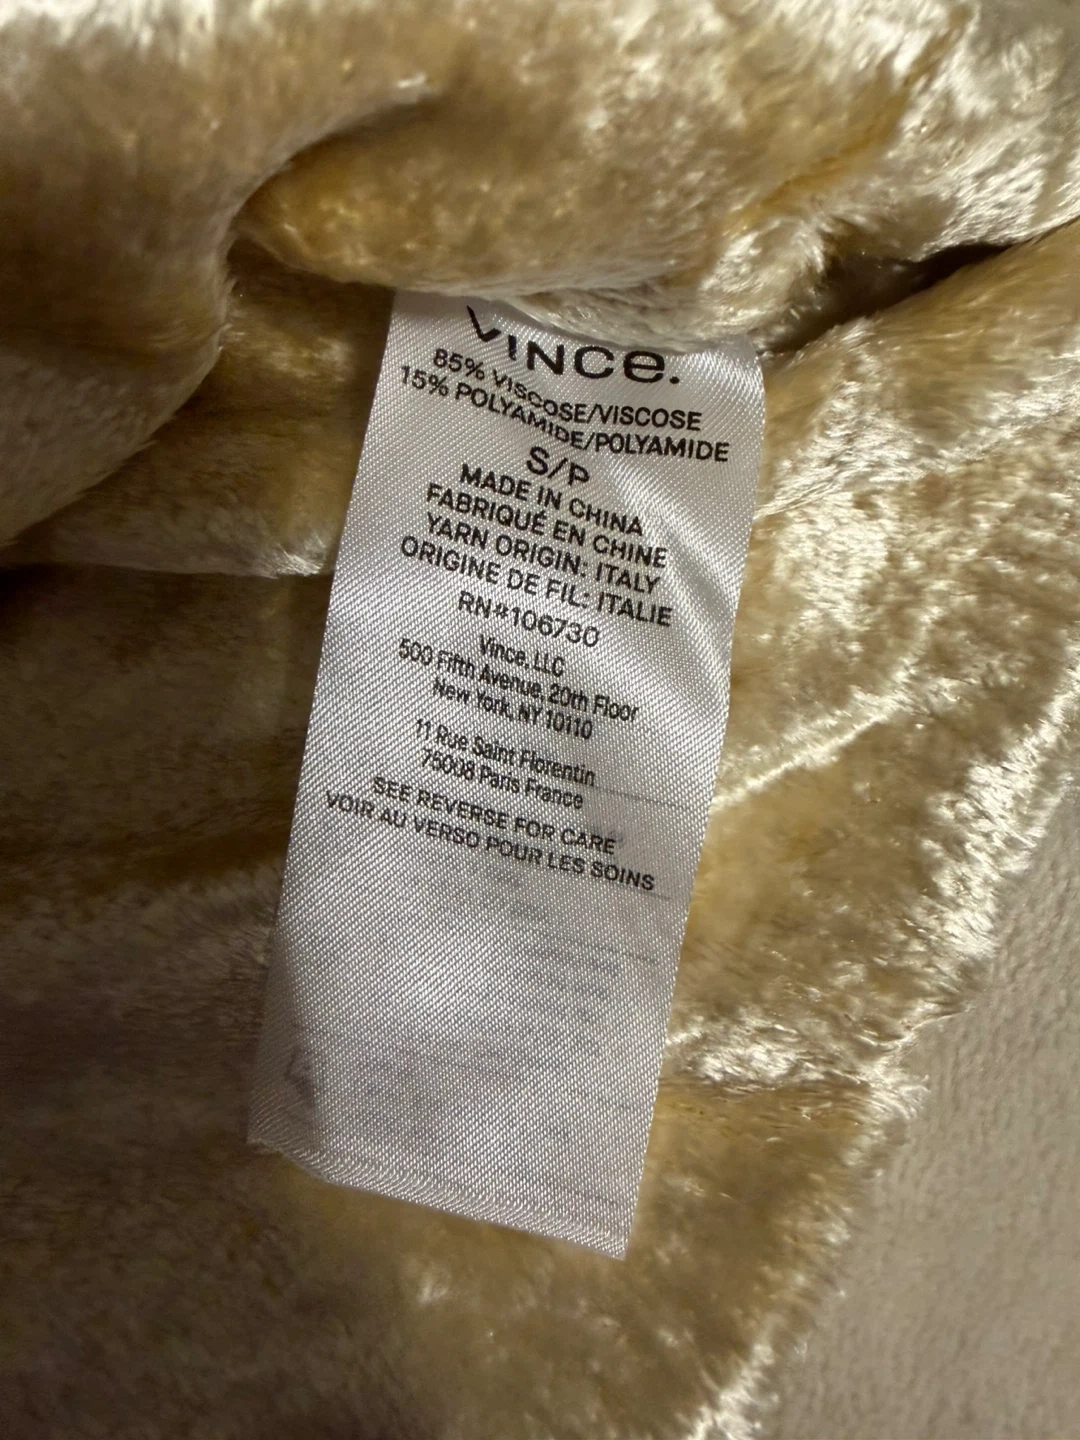 VINCe.
85% VISCOSE/VISCOSE
15% POLYAMIDE/POLYAMIDE
S/P
MADE IN CHINA
FABRIQUÉ EN CHINE
YARN ORIGIN: ITALY
ORIGINE DE FIL: ITALIE
RN#106730
Vince, LLC
500 Fifth Avenue, 20th Floor
New York, NY 10110
11 Rue Saint Florentin
75008 Paris France
SEE REVERSE FOR CARE
VOIR AU VERSO POUR LES SOINS